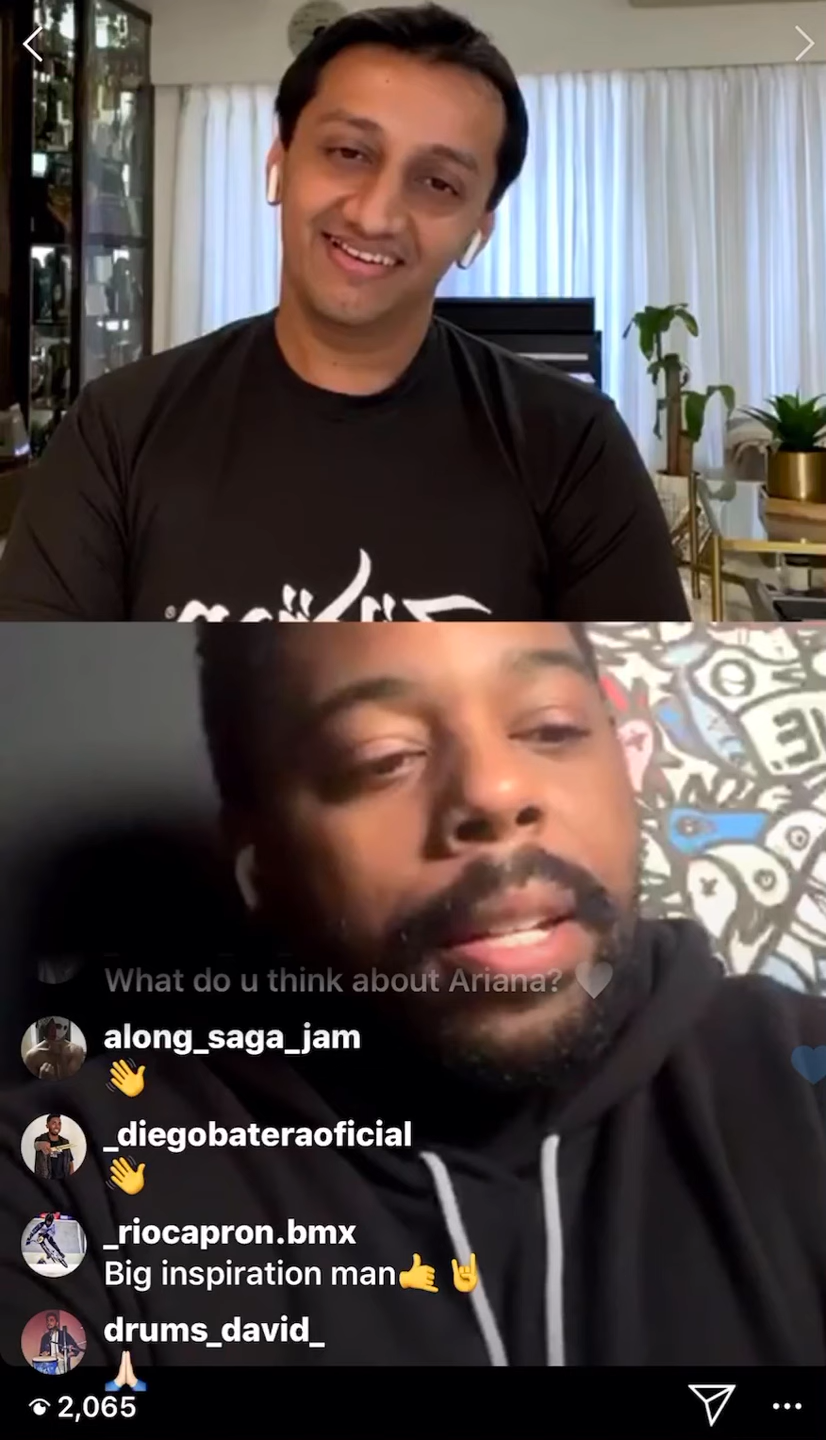 What do u think about Ariana? 🤍
along_saga_jam
👋
_diegobateraoficial
👋
_riocapron.bmx
Big inspiration man🤙🤘
drums_david_
🙏🏻
2,065